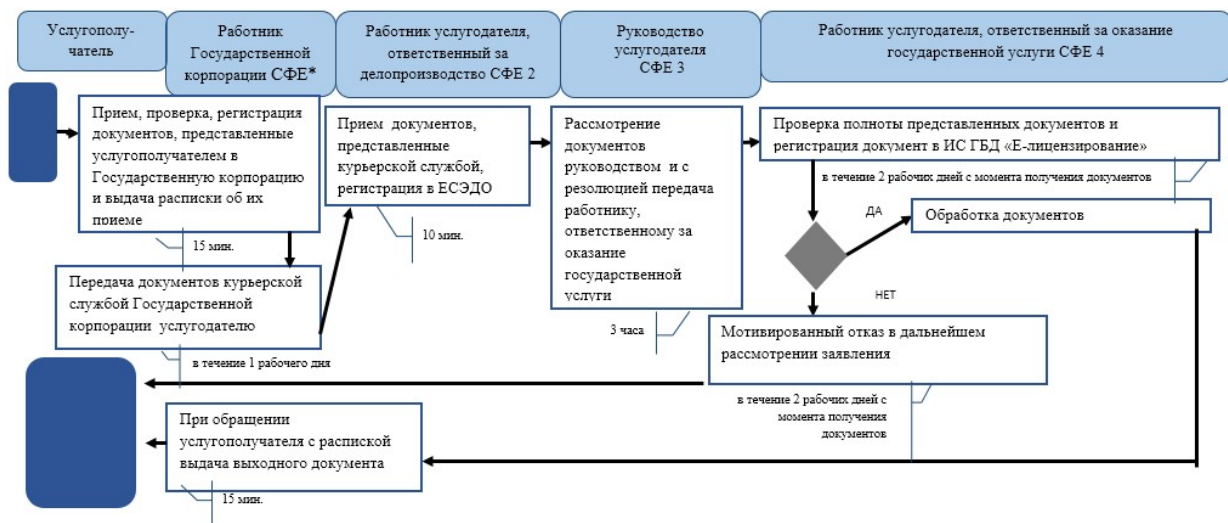 Услугополу-
чатель
Работник
Государственной
корпорации СФЕ*
Работник услугодателя,
ответственный за
делопроизводство СФЕ 2
Руководство
услугодателя
СФЕ 3
Работник услугодателя, ответственный за оказание
государственной услуги СФЕ 4
Прием, проверка, регистрация
документов, представленные
услугополучателем в
Государственную корпорацию
и выдача расписки об их
приеме
15 мин.
Передача документов курьерской
службой Государственной
корпорации услугодателю
в течение 1 рабочего дня
Прием документов,
представленные
курьерской службой,
регистрация в ЕСЭДО
10 мин.
Рассмотрение
документов
руководством и с
резолюцией передача
работнику,
ответственному за
оказание
государственной
услуги
3 часа
Проверка полноты представленных документов и
регистрация документ в ИС ГБД «Е-лицензирование»
в течение 2 рабочих дней с момента получения документов
ДА
Обработка документов
НЕТ
Мотивированный отказ в дальнейшем
рассмотрении заявления
в течение 2 рабочих дней с
момента получения
документов
При обращении
услугополучателя с распиской
выдача выходного документа
15 мин.